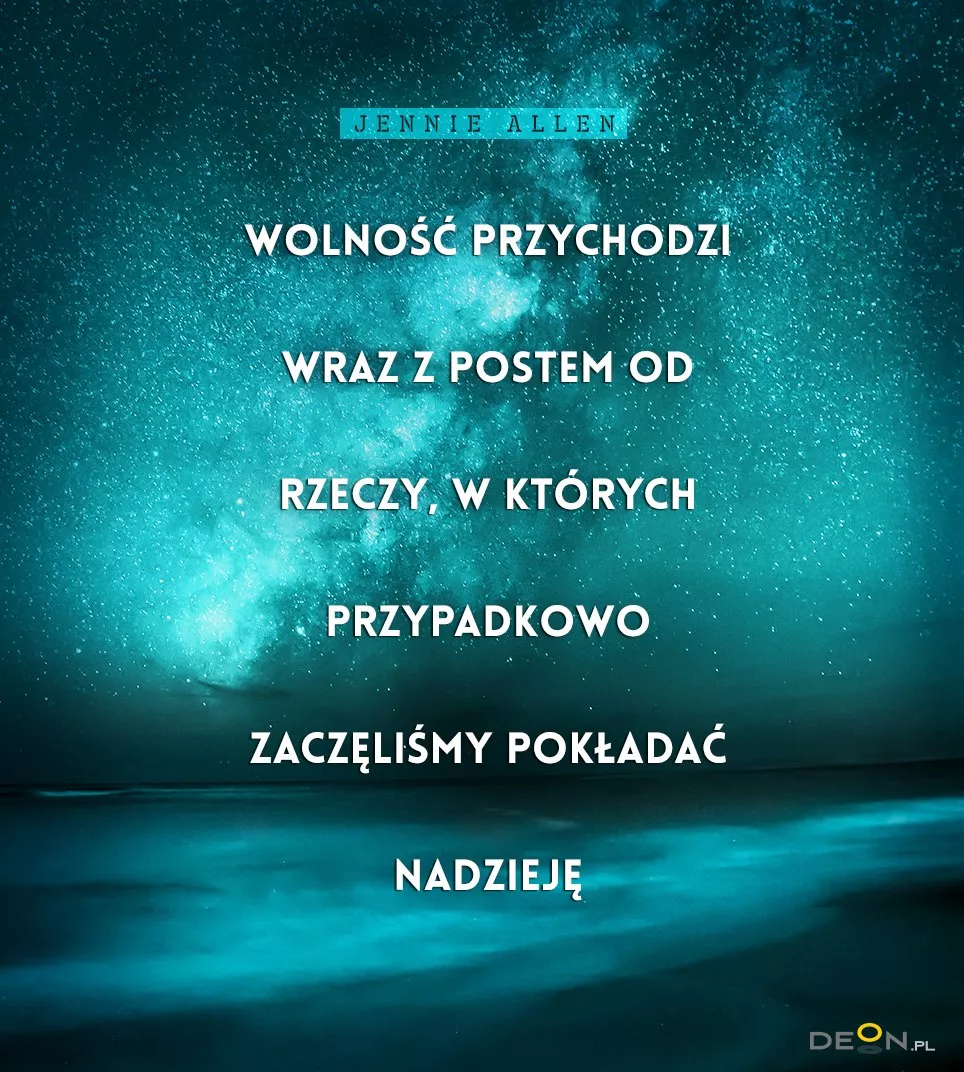 JENNIE ALLEN
WOLNOŚĆ PRZYCHODZI
WRAZ Z POSTEM OD
RZECZY, W KTÓRYCH
PRZYPADKOWO
ZACZĘLIŚMY POKŁADAĆ
NADZIEJĘ
DEON.PL